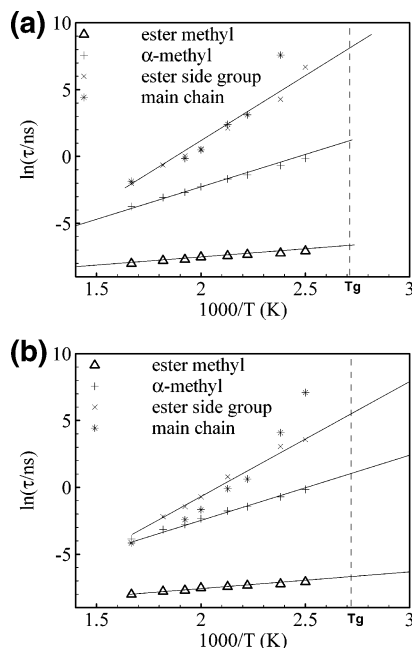 (a)
10
ester methyl
α-methyl
ester side group
main chain
5
0
-5
ln(τ/ns)
1.5
2
2.5
Tg
3
1000/T (K)
(b)
10
ester methyl
α-methyl
ester side group
main chain
5
0
-5
ln(τ/ns)
1.5
2
2.5
Tg
3
1000/T (K)